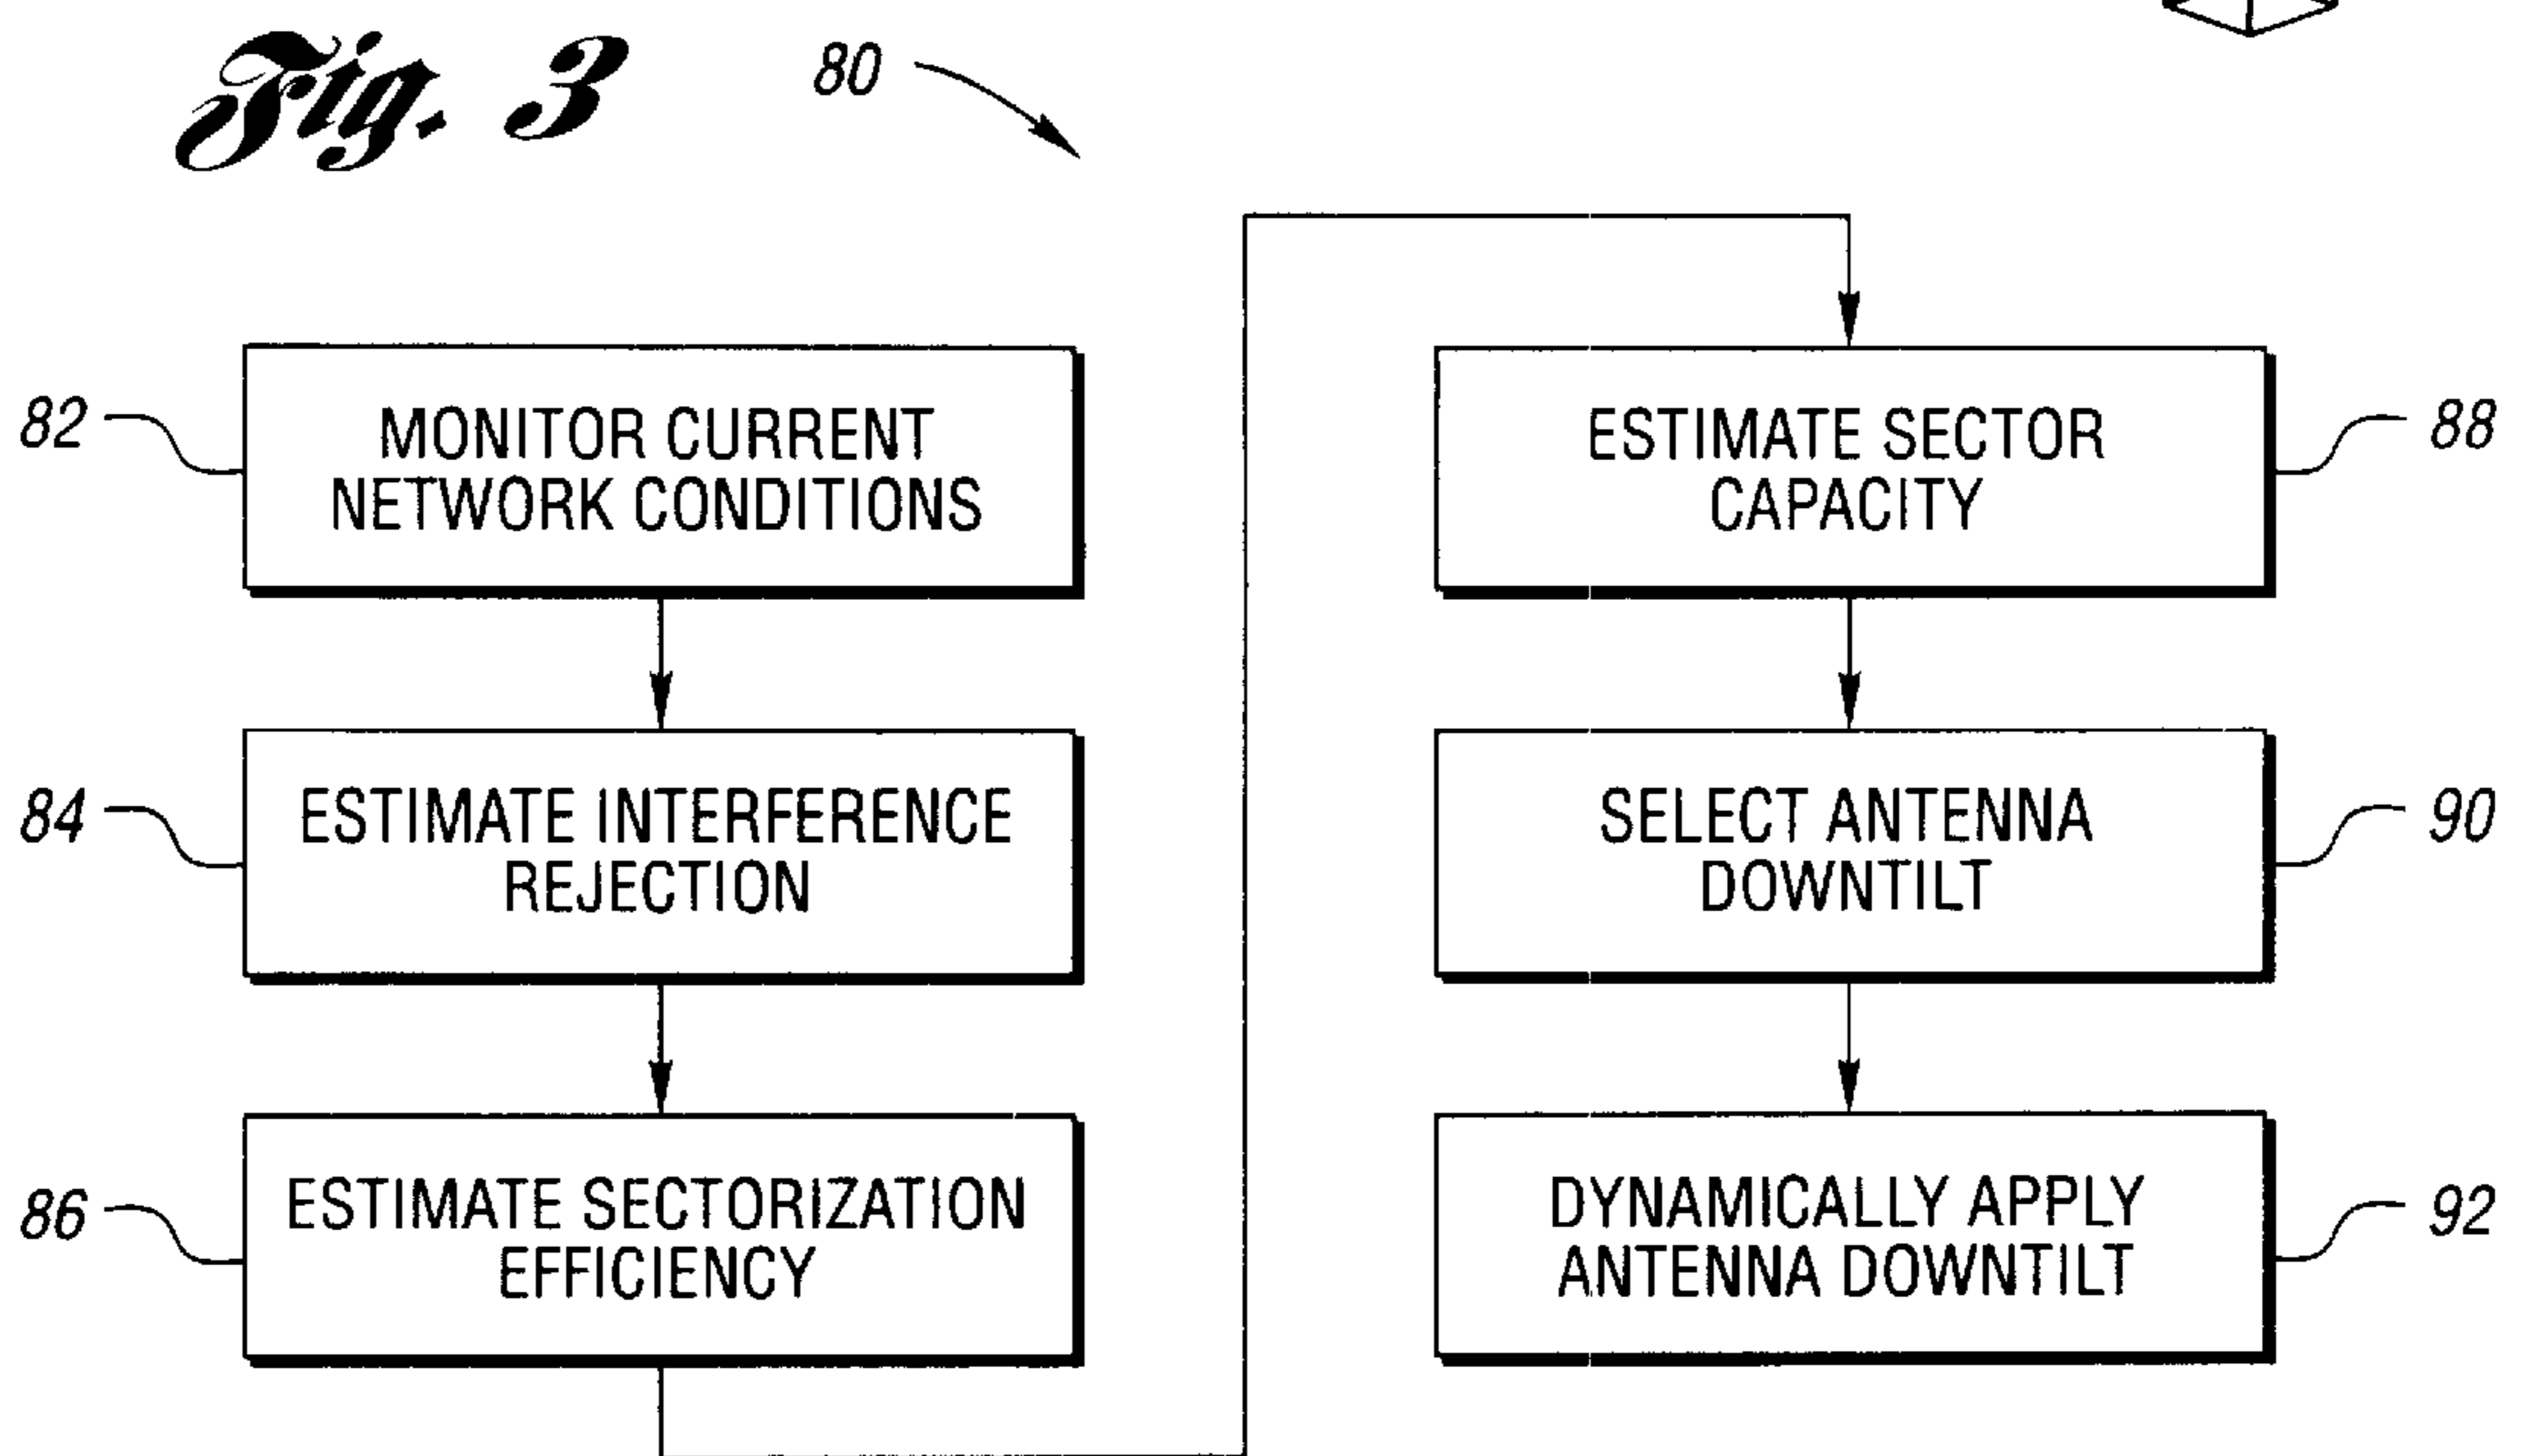 Fig. 3
80
82
MONITOR CURRENT
NETWORK CONDITIONS
84
ESTIMATE INTERFERENCE
REJECTION
86
ESTIMATE SECTORIZATION
EFFICIENCY
ESTIMATE SECTOR
CAPACITY
88
SELECT ANTENNA
DOWNTILT
90
DYNAMICALLY APPLY
ANTENNA DOWNTILT
92